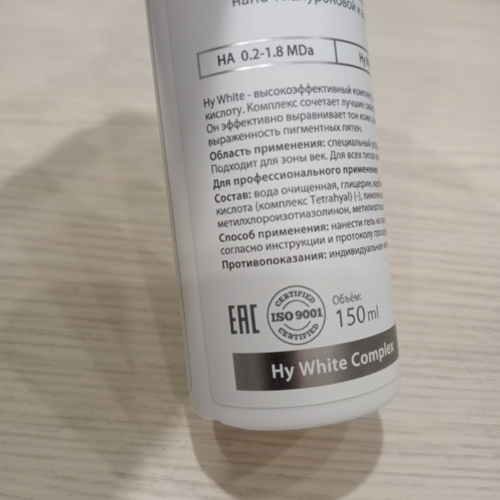 HA 0.2-1.8 MDa
Hy White - высокоэффективный
кислоту. Комплекс сочетает лучшие
Он эффективно выравнивает тон кожи
выраженность пигментных пятен.
Область применения: специальный
Подходит для зоны век. Для всех типов
Для профессионального применения.
Состав: вода очищенная, глицерин,
кислота (комплекс Tetrahyal) (-),
метилхлороизотиазолинон,
Способ применения: нанести гель на
согласно инструкции и протоколу
Противопоказания: индивидуальная
EAC CERTIFIED ISO 9001 CERTIFIED
Объём:
150 ml
Hy White Complex